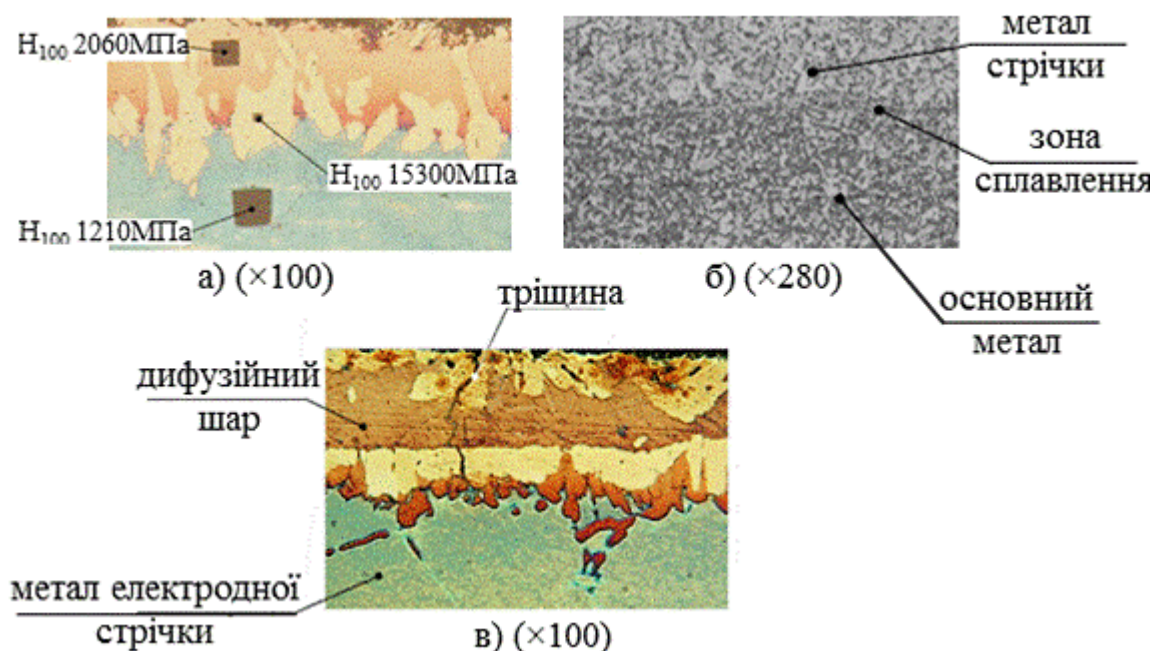 H₁₀₀ 2060МПа
H₁₀₀ 15300МПа
H₁₀₀ 1210МПа
а) (×100)
метал
стрічки
зона
сплавлення
основний
метал
б) (×280)
тріщина
дифузійний
шар
метал електродної
стрічки
в) (×100)